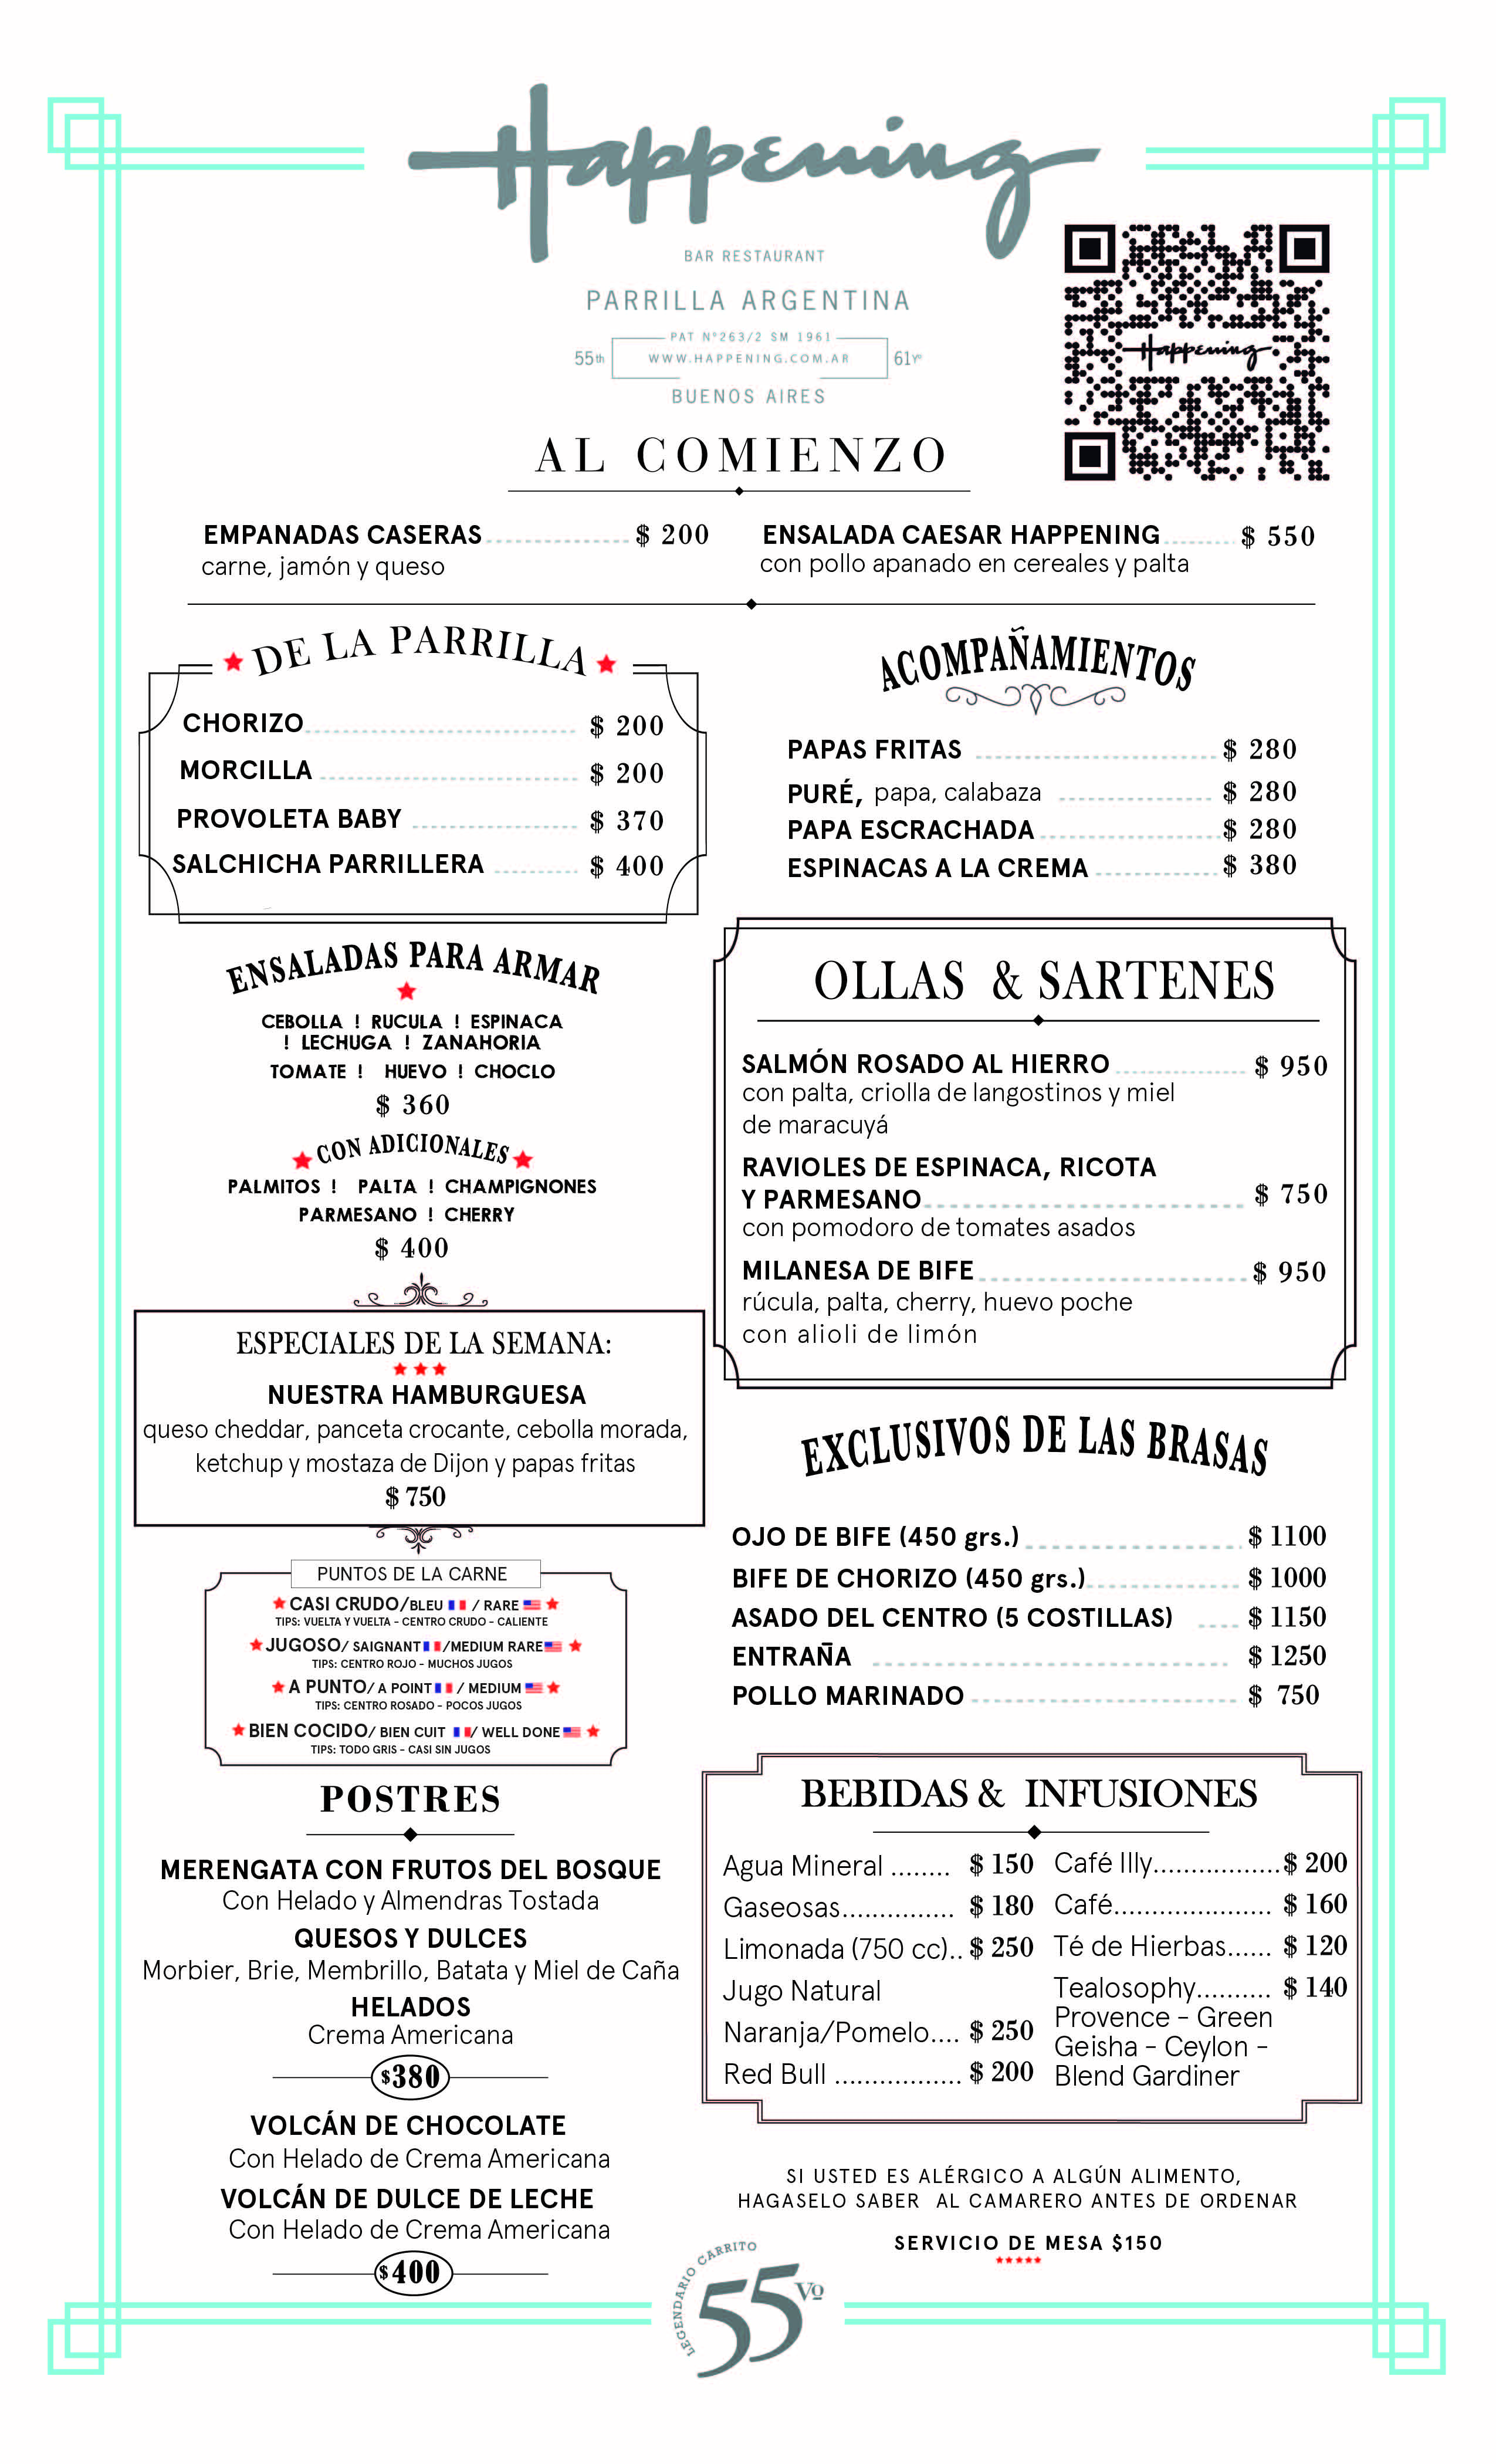 Happening
BAR RESTAURANT
PARRILLA ARGENTINA
PAT Nº263/2 SM 1961
55th WWW.HAPPENING.COM.AR 61yº
BUENOS AIRES
Happening
AL COMIENZO
EMPANADAS CASERAS $ 200
carne, jamón y queso
ENSALADA CAESAR HAPPENING $ 550
con pollo apanado en cereales y palta
DE LA PARRILLA
CHORIZO $ 200
MORCILLA $ 200
PROVOLETA BABY $ 370
SALCHICHA PARRILLERA $ 400
ACOMPAÑAMIENTOS
PAPAS FRITAS $ 280
PURÉ, papa, calabaza $ 280
PAPA ESCRACHADA $ 280
ESPINACAS A LA CREMA $ 380
ENSALADAS PARA ARMAR
CEBOLLA ! RUCULA ! ESPINACA
! LECHUGA ! ZANAHORIA
TOMATE ! HUEVO ! CHOCLO
$ 360
CON ADICIONALES
PALMITOS ! PALTA ! CHAMPIGNONES
PARMESANO ! CHERRY
$ 400
OLLAS & SARTENES
SALMÓN ROSADO AL HIERRO $ 950
con palta, criolla de langostinos y miel
de maracuyá
RAVIOLES DE ESPINACA, RICOTA
Y PARMESANO $ 750
con pomodoro de tomates asados
MILANESA DE BIFE $ 950
rúcula, palta, cherry, huevo poche
con alioli de limón
ESPECIALES DE LA SEMANA:
NUESTRA HAMBURGUESA
queso cheddar, panceta crocante, cebolla morada,
ketchup y mostaza de Dijon y papas fritas
$ 750
EXCLUSIVOS DE LAS BRASAS
OJO DE BIFE (450 grs.) $ 1100
BIFE DE CHORIZO (450 grs.) $ 1000
ASADO DEL CENTRO (5 COSTILLAS) $ 1150
ENTRAÑA $ 1250
POLLO MARINADO $ 750
PUNTOS DE LA CARNE
CASI CRUDO/BLEU / RARE
TIPS: VUELTA Y VUELTA - CENTRO CRUDO - CALIENTE
JUGOSO/ SAIGNANT /MEDIUM RARE
TIPS: CENTRO ROJO - MUCHOS JUGOS
A PUNTO/ A POINT / MEDIUM
TIPS: CENTRO ROSADO - POCOS JUGOS
BIEN COCIDO/ BIEN CUIT / WELL DONE
TIPS: TODO GRIS - CASI SIN JUGOS
POSTRES
MERENGATA CON FRUTOS DEL BOSQUE
Con Helado y Almendras Tostada
QUESOS Y DULCES
Morbier, Brie, Membrillo, Batata y Miel de Caña
HELADOS
Crema Americana
$380
VOLCÁN DE CHOCOLATE
Con Helado de Crema Americana
VOLCÁN DE DULCE DE LECHE
Con Helado de Crema Americana
$400
BEBIDAS & INFUSIONES
Agua Mineral ........ $ 150
Gaseosas............... $ 180
Limonada (750 cc).. $ 250
Jugo Natural
Naranja/Pomelo.... $ 250
Red Bull ................. $ 200
Café Illy.................$ 200
Café..................... $ 160
Té de Hierbas...... $ 120
Tealosophy.......... $ 140
Provence - Green
Geisha - Ceylon -
Blend Gardiner
SI USTED ES ALÉRGICO A ALGÚN ALIMENTO,
HAGASELO SABER AL CAMARERO ANTES DE ORDENAR
SERVICIO DE MESA $150
LEGENDARIO CARRITO
55 Vº